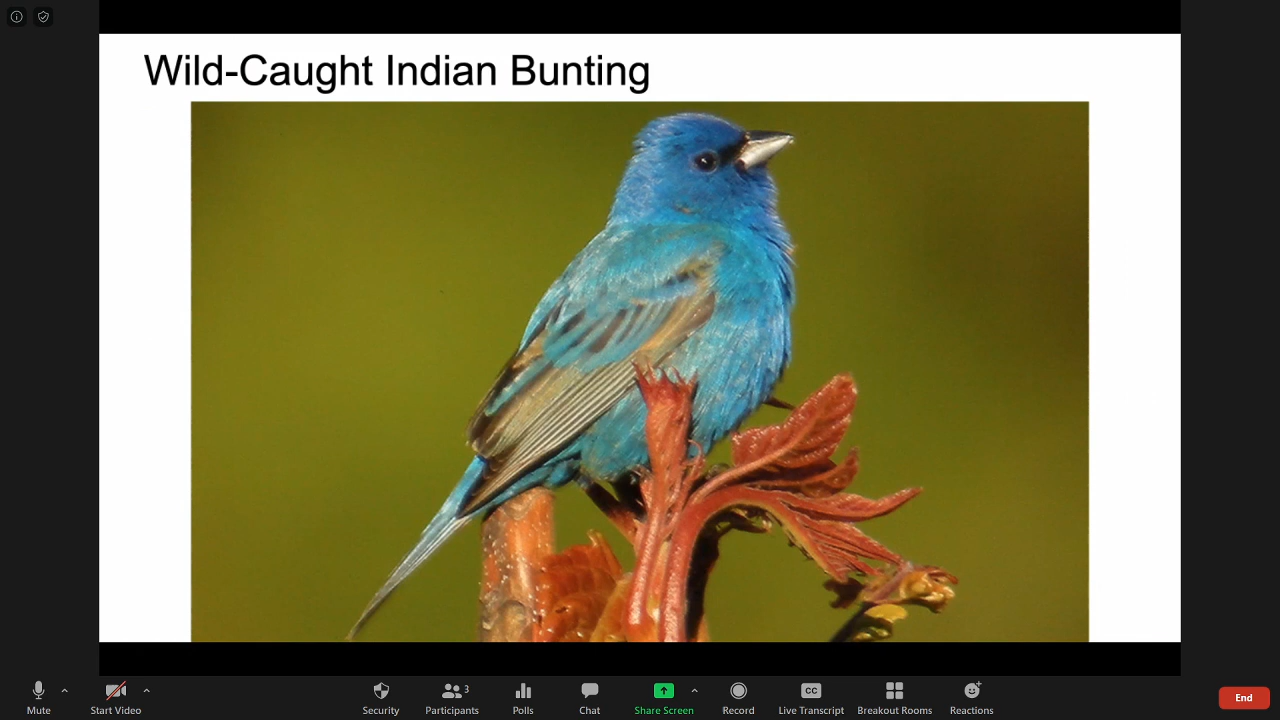 Wild-Caught Indian Bunting
Mute
Start Video
Security
3
Participants
Polls
Chat
Share Screen
Record
CC
Live Transcript
Breakout Rooms
Reactions
End